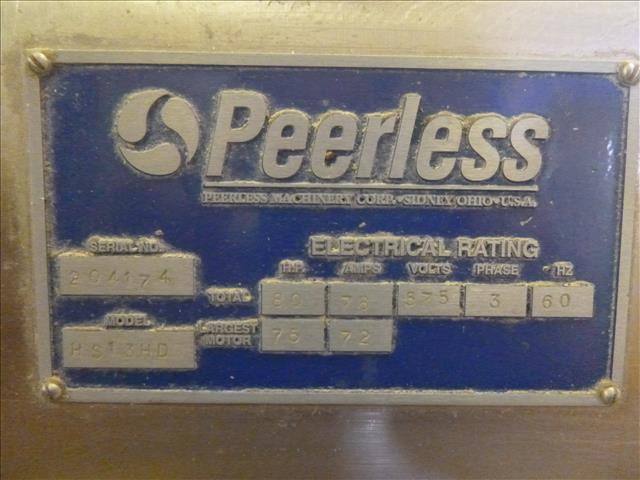 Peerless
PEERLESS MACHINERY CORP. • SIDNEY OHIO • U.S.A.
SERIAL NO.
204174
MODEL
ELECTRICAL RATING
H.P. AMPS VOLTS PHASE HZ
TOTAL 80 78 575 3 60
LARGEST MOTOR 75 72